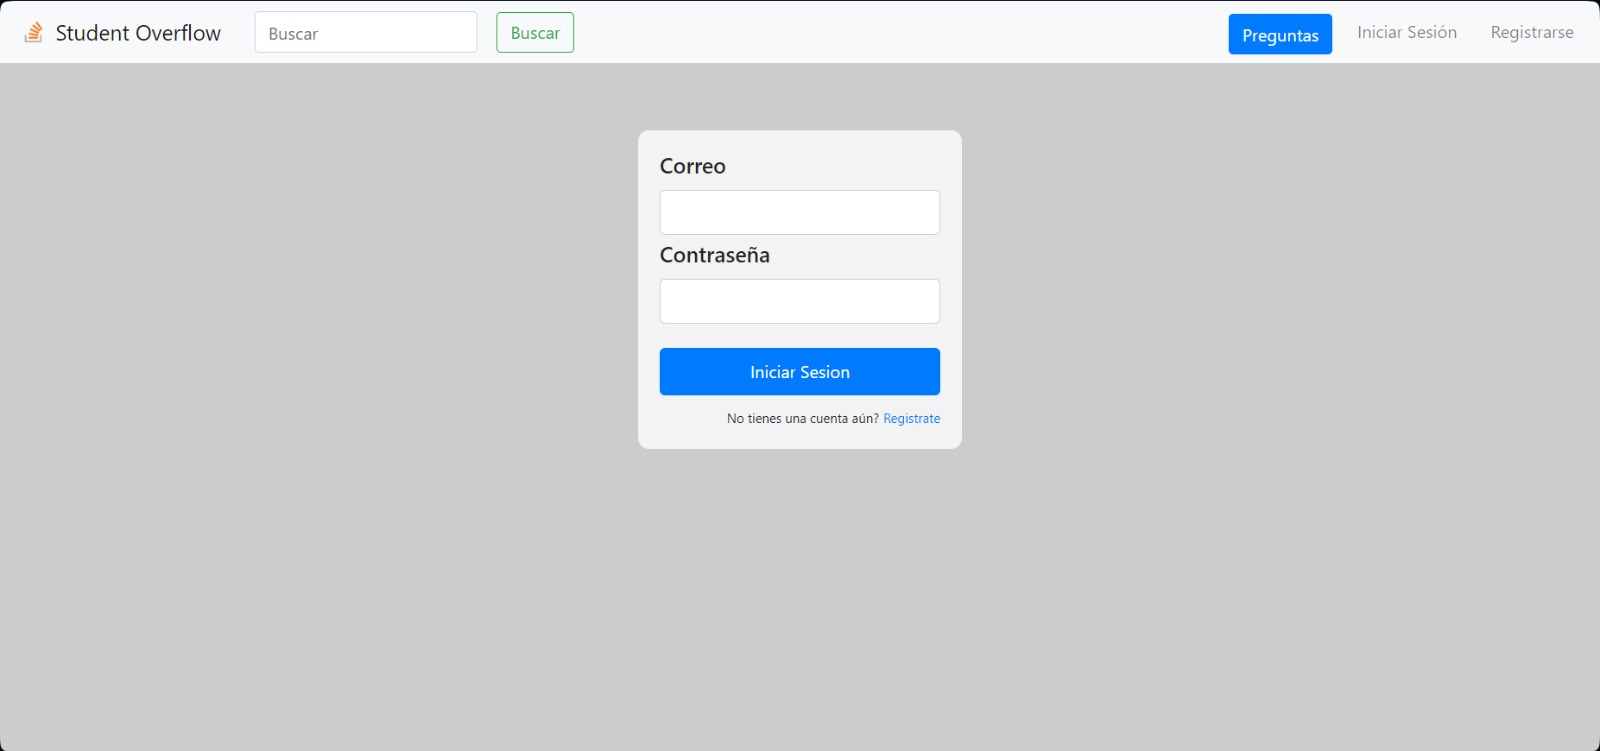 Student Overflow Buscar Buscar Preguntas Iniciar Sesión Registrarse
Correo
Contraseña
Iniciar Sesion
No tienes una cuenta aún? Registrate